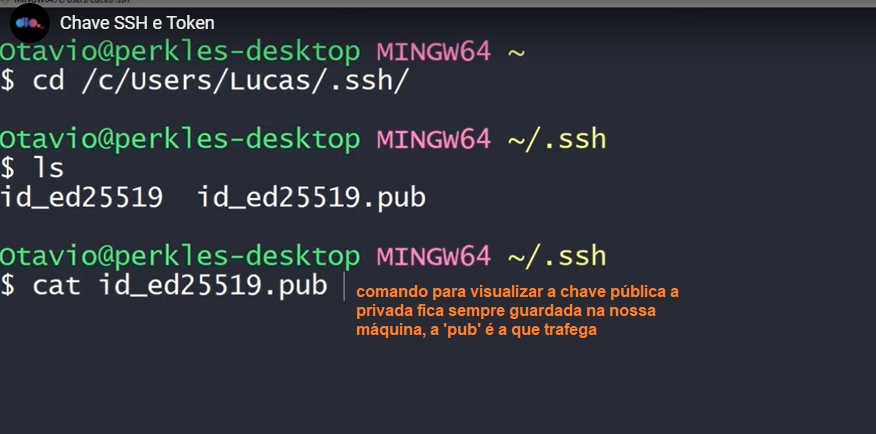 dio.
Chave SSH e Token
Otavio@perkles-desktop MINGW64 ~
$ cd /c/Users/Lucas/.ssh/
Otavio@perkles-desktop MINGW64 ~/.ssh
$ ls
id_ed25519  id_ed25519.pub
Otavio@perkles-desktop MINGW64 ~/.ssh
$ cat id_ed25519.pub
comando para visualizar a chave pública a
privada fica sempre guardada na nossa
máquina, a 'pub' é a que trafega